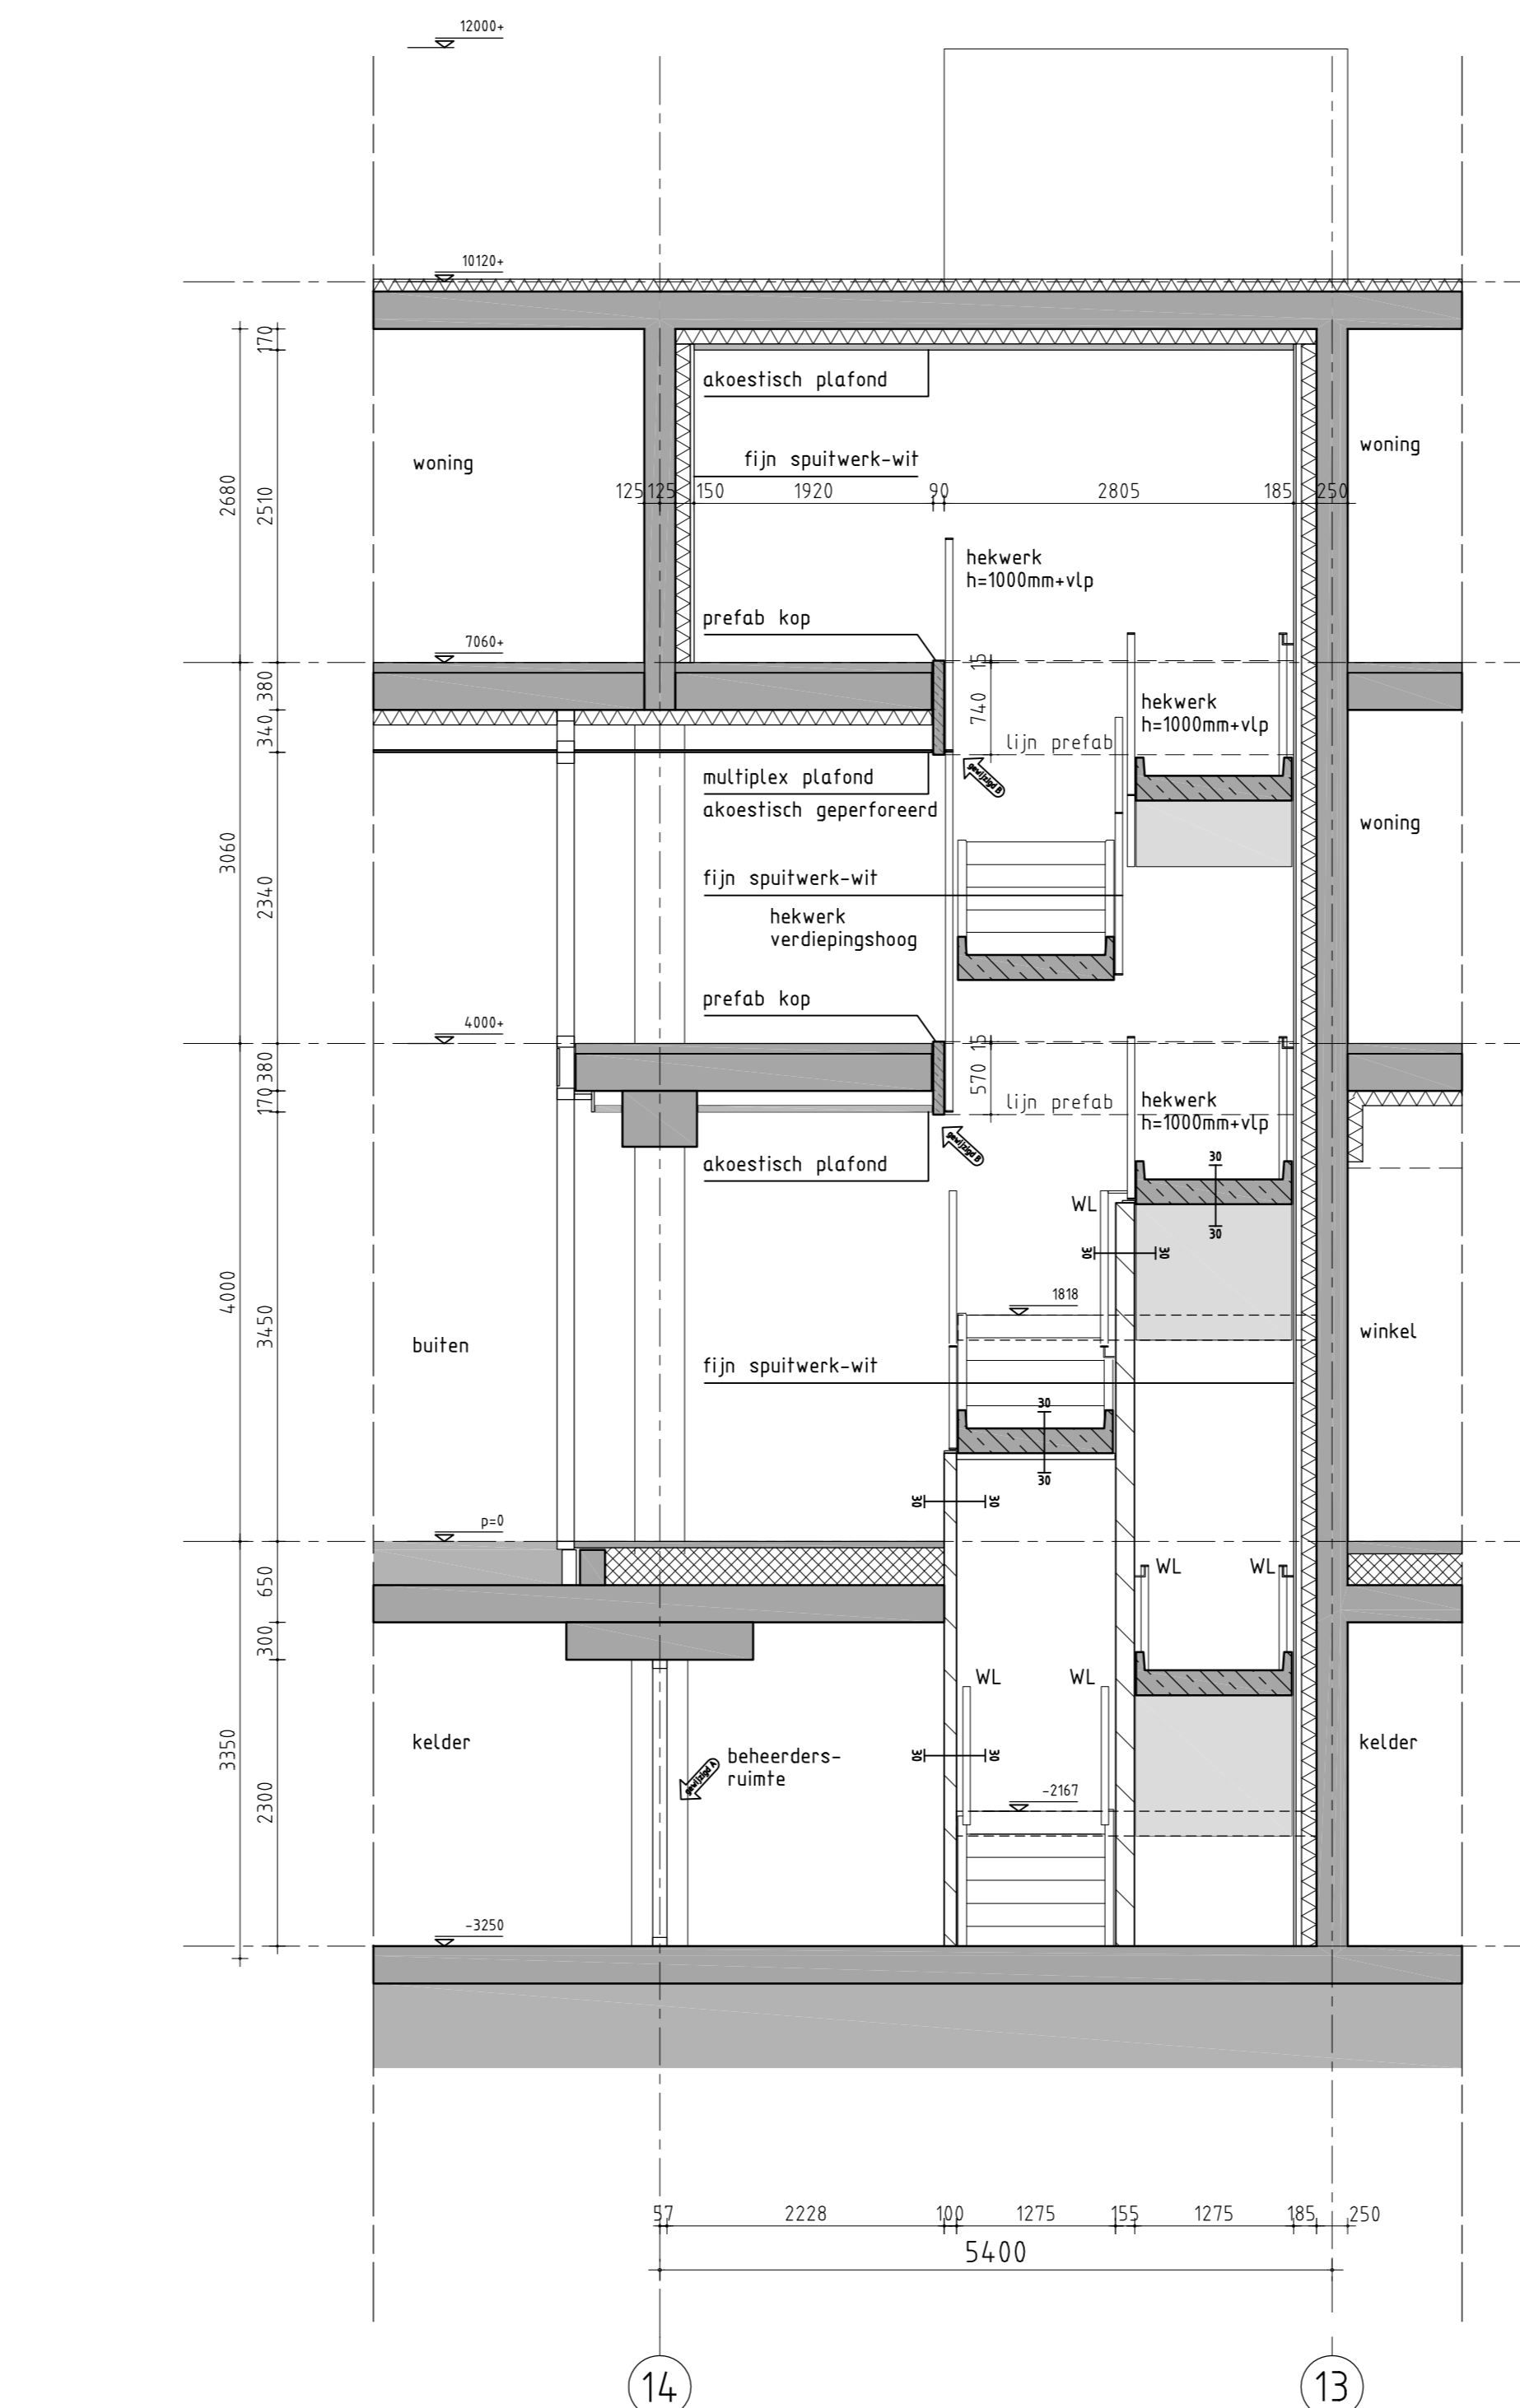 12000+
10120+
170
akoestisch plafond
woning
woning
fijn spuitwerk-wit
2680
2510
125
125
150
1920
90
2805
185
250
hekwerk
h=1000mm+vlp
prefab kop
7060+
15
380
740
hekwerk
h=1000mm+vlp
340
lijn prefab
gewijzigd B
multiplex plafond
akoestisch geperforeerd
woning
3060
2340
fijn spuitwerk-wit
hekwerk
verdiepingshoog
prefab kop
4000+
15
380
570
170
lijn prefab
hekwerk
h=1000mm+vlp
gewijzigd B
akoestisch plafond
30
30
WL
30
30
4000
3450
1818
buiten
winkel
fijn spuitwerk-wit
30
30
30
30
p=0
650
WL
WL
300
WL
WL
3350
kelder
kelder
beheerders-
ruimte
gewijzigd A
30
30
2300
-2167
-3250
57
2228
100
1275
155
1275
185
250
5400
14
13